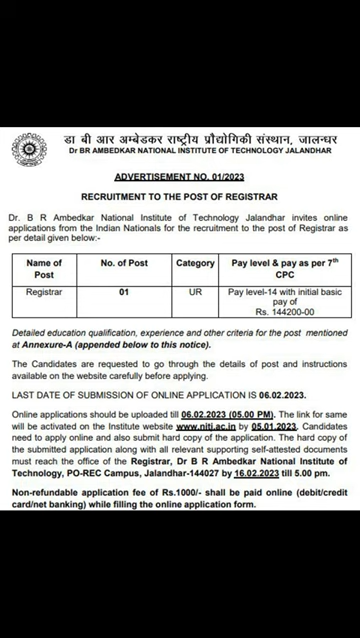 डा बी आर अम्बेडकर राष्ट्रीय प्रौद्योगिकी संस्थान, जालन्धर
Dr BR AMBEDKAR NATIONAL INSTITUTE OF TECHNOLOGY JALANDHAR
ADVERTISEMENT NO. 01/2023
RECRUITMENT TO THE POST OF REGISTRAR
Dr. B R Ambedkar National Institute of Technology Jalandhar invites online
applications from the Indian Nationals for the recruitment to the post of Registrar as
per detail given below:-
Name of Post No. of Post Category Pay level & pay as per 7th CPC
Registrar 01 UR Pay level-14 with initial basic pay of Rs. 144200-00
Detailed education qualification, experience and other criteria for the post mentioned
at Annexure-A (appended below to this notice).
The Candidates are requested to go through the details of post and instructions
available on the website carefully before applying.
LAST DATE OF SUBMISSION OF ONLINE APPLICATION IS 06.02.2023.
Online applications should be uploaded till 06.02.2023 (05.00 PM). The link for same
will be activated on the Institute website www.nitj.ac.in by 05.01.2023. Candidates
need to apply online and also submit hard copy of the application. The hard copy of
the submitted application along with all relevant supporting self-attested documents
must reach the office of the Registrar, Dr B R Ambedkar National Institute of
Technology, PO-REC Campus, Jalandhar-144027 by 16.02.2023 till 5.00 pm.
Non-refundable application fee of Rs.1000/- shall be paid online (debit/credit
card/net banking) while filling the online application form.